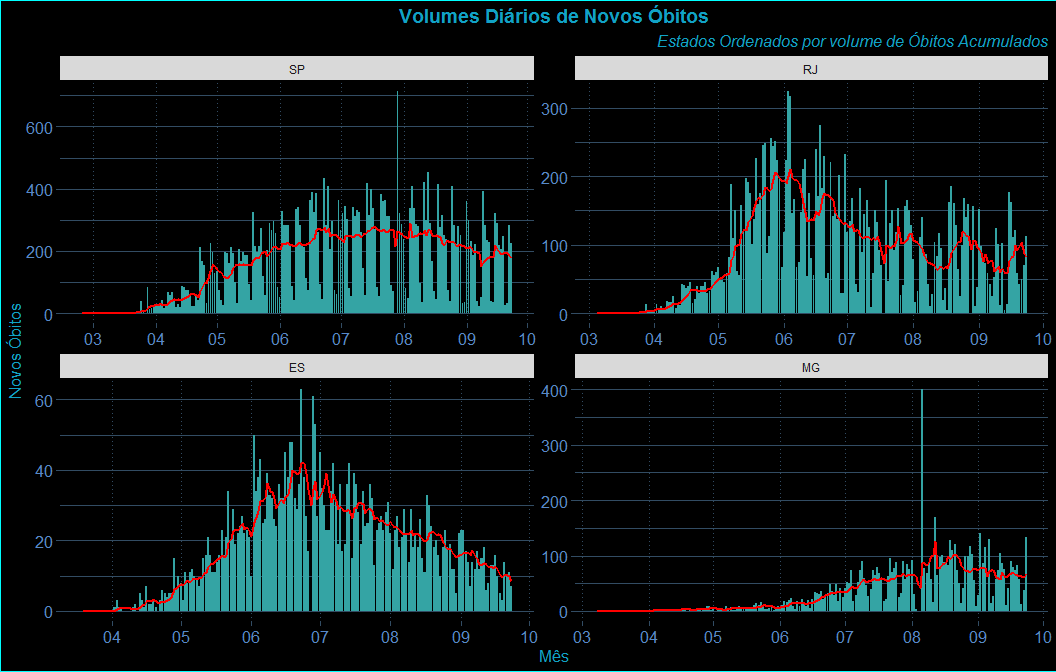 Volumes Diários de Novos Óbitos
Estados Ordenados por volume de Óbitos Acumulados
SP
RJ
600
400
200
0
03 04 05 06 07 08 09 10
300
200
100
0
03 04 05 06 07 08 09 10
Novos Óbitos
ES
MG
60
40
20
0
04 05 06 07 08 09 10
400
300
200
100
0
03 04 05 06 07 08 09 10
Mês